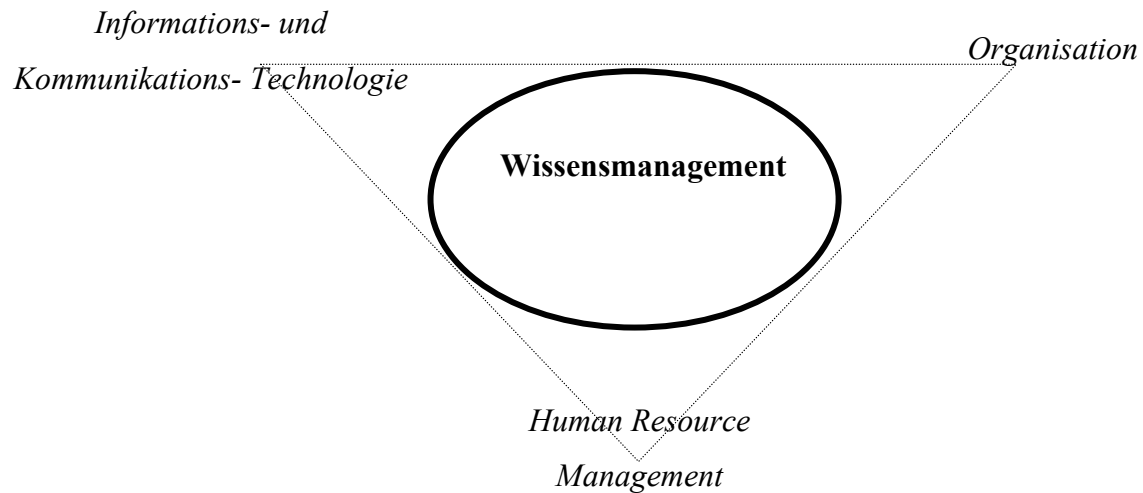 Informations- und
Kommunikations- Technologie
Organisation
Wissensmanagement
Human Resource
Management